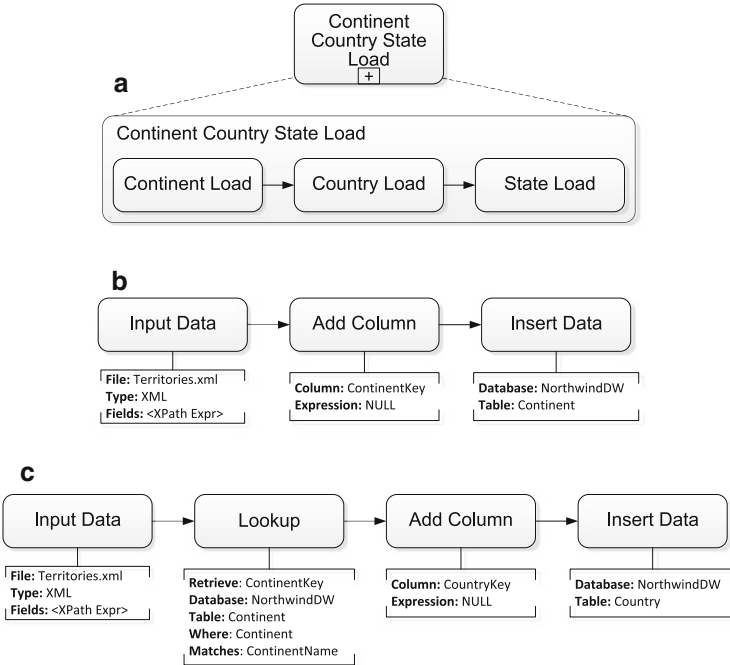 Continent
Country State
Load
+
a
Continent Country State Load
Continent Load
Country Load
State Load
b
Input Data
Add Column
Insert Data
File: Territories.xml
Type: XML
Fields: <XPath Expr>
Column: ContinentKey
Expression: NULL
Database: NorthwindDW
Table: Continent
c
Input Data
Lookup
Add Column
Insert Data
File: Territories.xml
Type: XML
Fields: <XPath Expr>
Retrieve: ContinentKey
Database: NorthwindDW
Table: Continent
Where: Continent
Matches: ContinentName
Column: CountryKey
Expression: NULL
Database: NorthwindDW
Table: Country